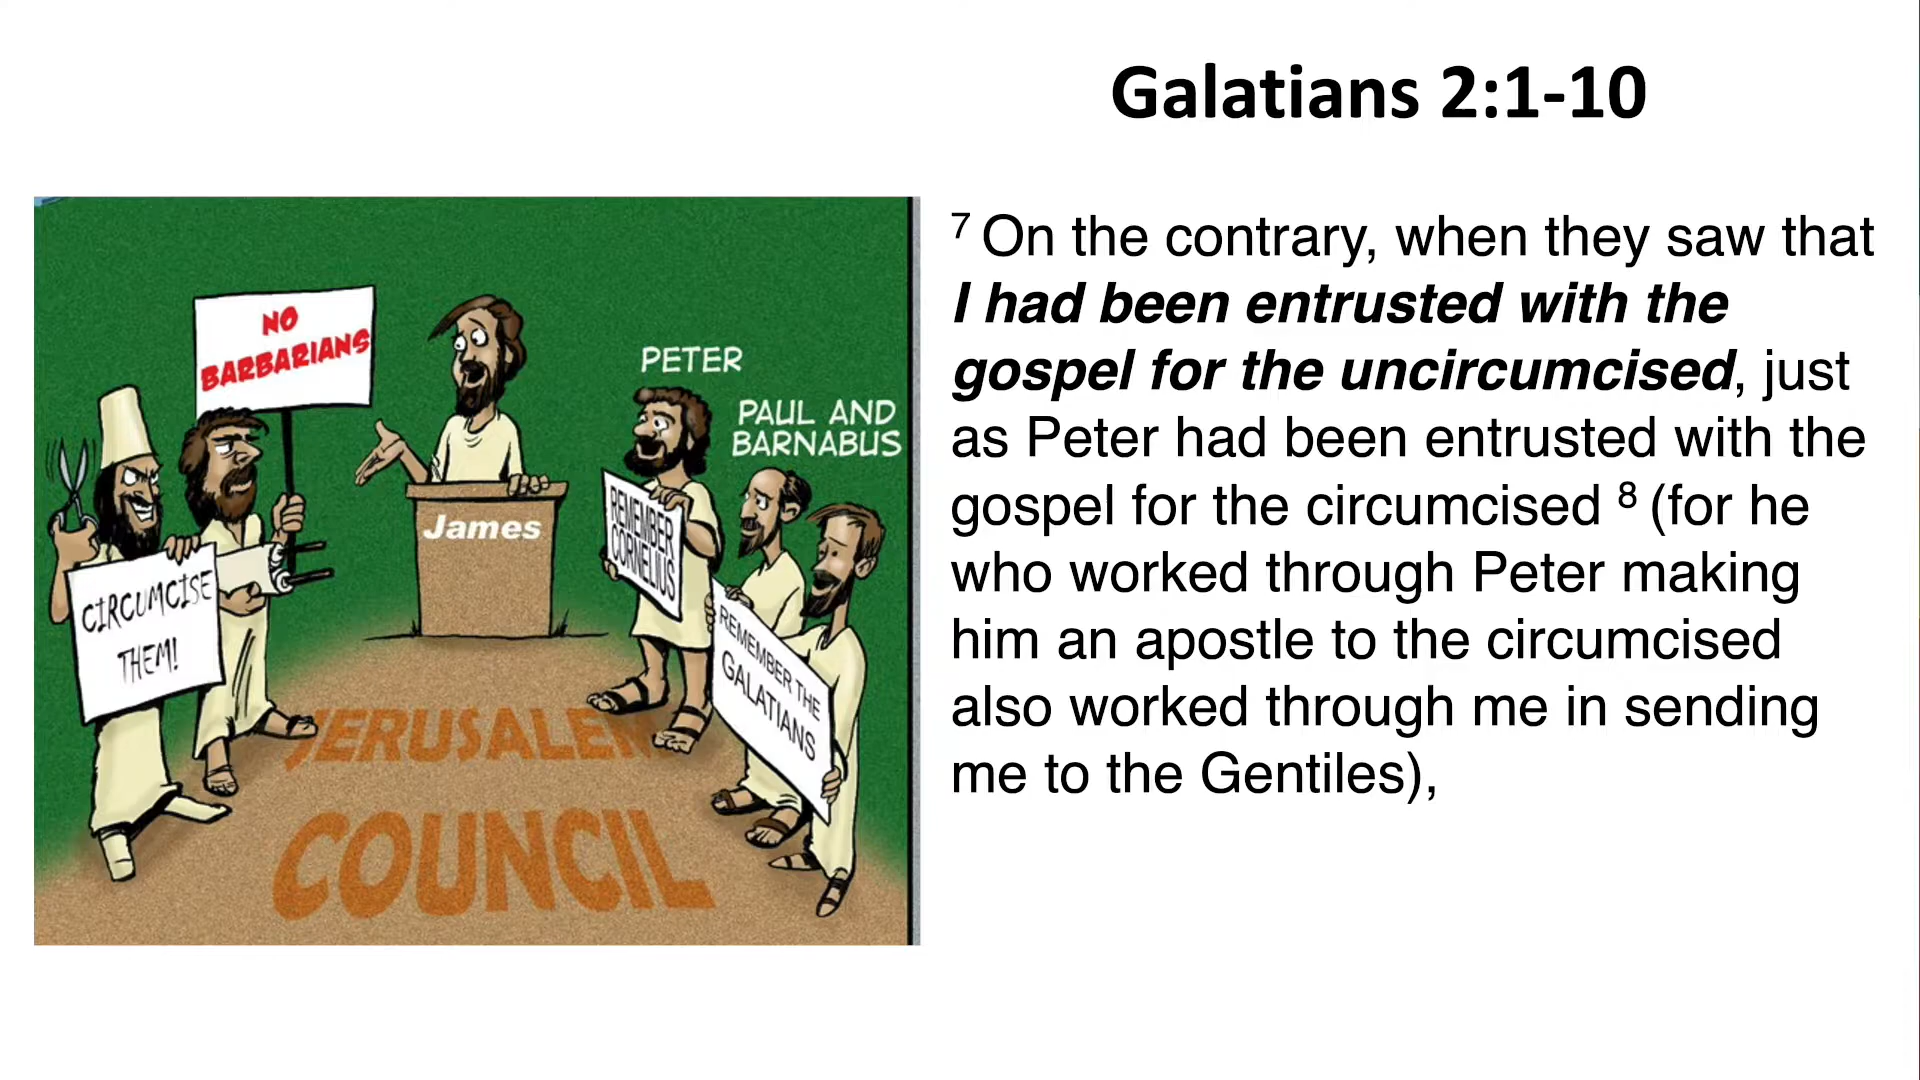 Galatians 2:1-10
NO
BARBARIANS
PETER
PAUL AND
BARNABUS
James
REMEMBER
CORNELIUS
CIRCUMCISE
THEM!
REMEMBER THE
GALATIANS
JERUSALEM
COUNCIL
7 On the contrary, when they saw that
I had been entrusted with the
gospel for the uncircumcised, just
as Peter had been entrusted with the
gospel for the circumcised 8 (for he
who worked through Peter making
him an apostle to the circumcised
also worked through me in sending
me to the Gentiles),